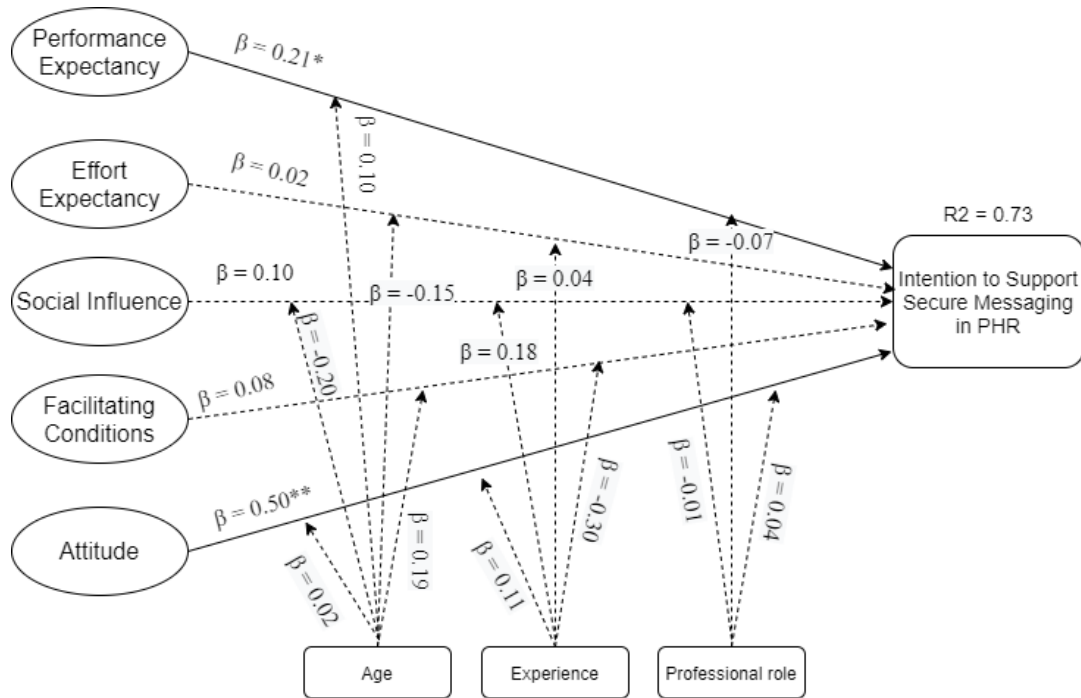 Performance
Expectancy
β = 0.21*
β = 0.10
Effort
Expectancy
β = 0.02
R2 = 0.73
β = -0.07
Social Influence
β = 0.10
β = -0.15
β = 0.04
Intention to Support
Secure Messaging
in PHR
β = -0.20
β = 0.18
Facilitating
Conditions
β = 0.08
β = 0.19
β = -0.30
β = -0.01
β = 0.04
Attitude
β = 0.50**
β = 0.02
β = 0.11
Age
Experience
Professional role